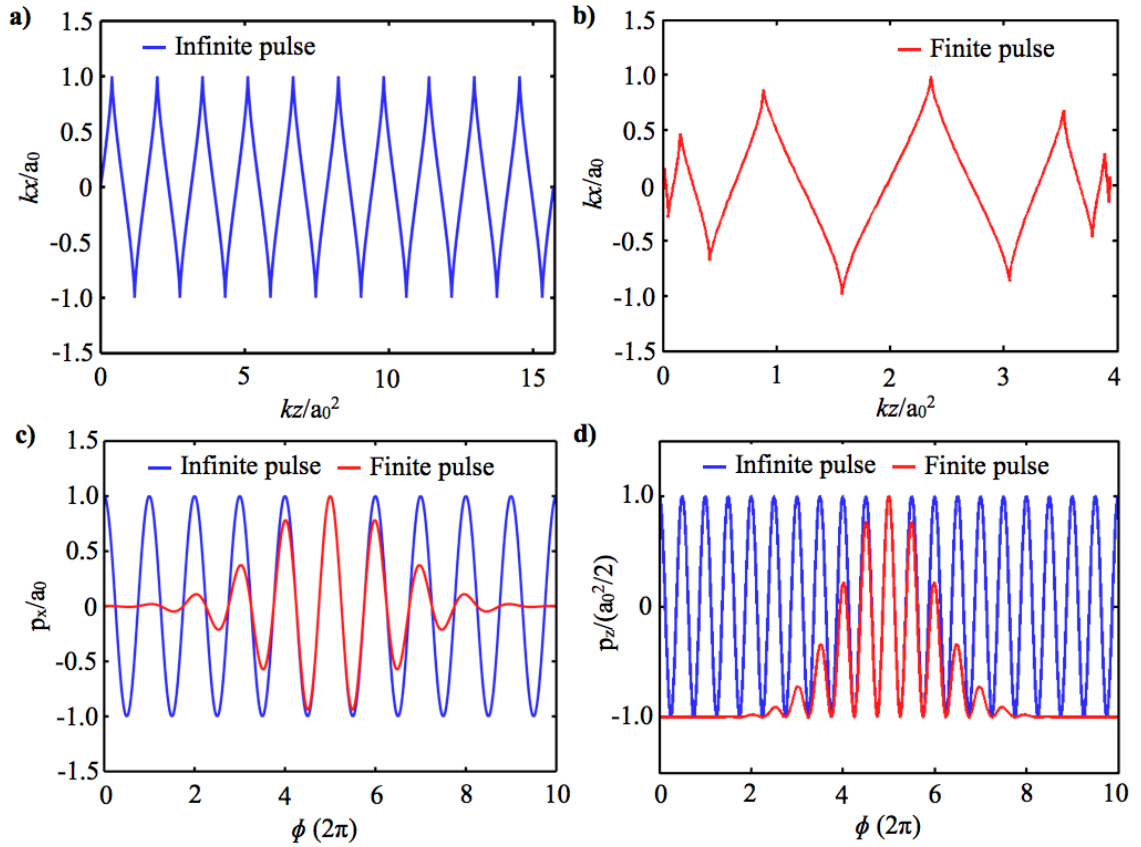 a)
Infinite pulse
1.5
1.0
0.5
0
-0.5
-1.0
-1.5
kx/a₀
0
5
10
15
kz/a₀²
b)
Finite pulse
1.5
1.0
0.5
0
-0.5
-1.0
-1.5
kx/a₀
0
1
2
3
4
kz/a₀²
c)
Infinite pulse Finite pulse
1.5
1.0
0.5
0
-0.5
-1.0
-1.5
pₓ/a₀
0
2
4
6
8
10
ϕ (2π)
d)
Infinite pulse Finite pulse
1.0
0
-1.0
p_z/(a₀²/2)
0
2
4
6
8
10
ϕ (2π)